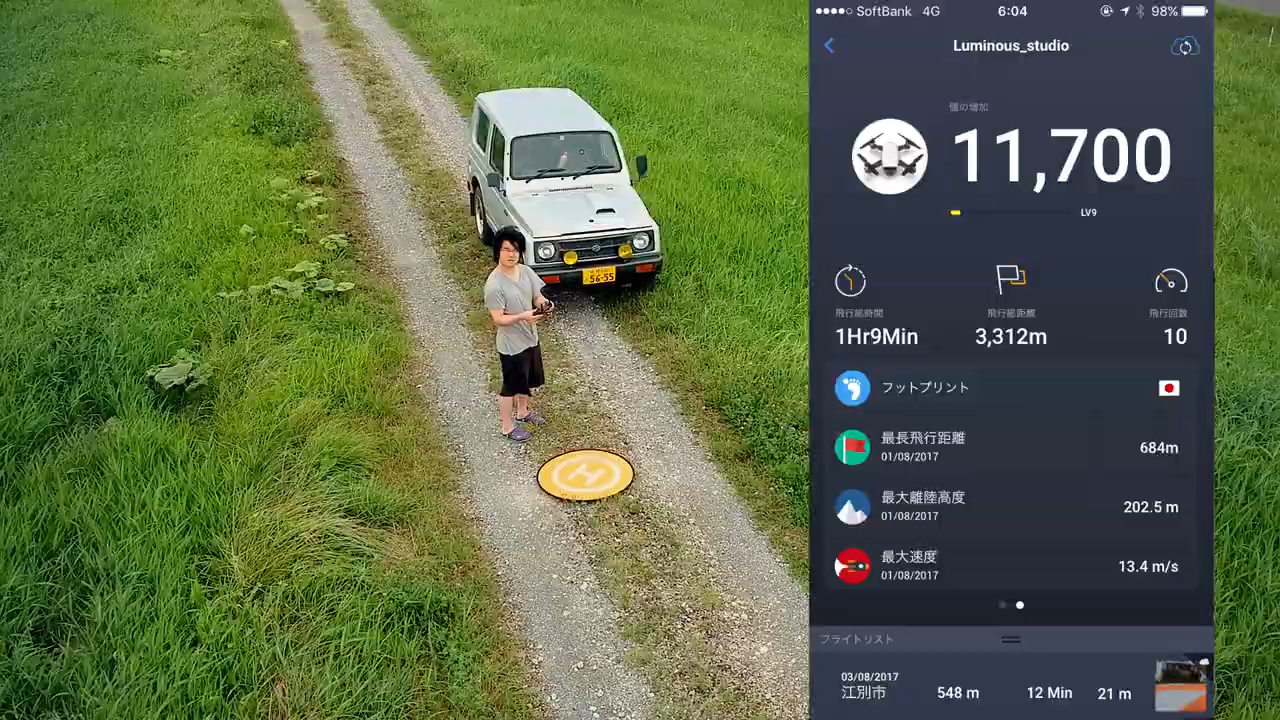 SoftBank 4G 6:04 98%
Luminous_studio
値の増加
11,700
LV9
飛行総時間
1Hr9Min
飛行総距離
3,312m
飛行回数
10
フットプリント
最長飛行距離
01/08/2017
684m
最大離陸高度
01/08/2017
202.5 m
最大速度
01/08/2017
13.4 m/s
フライトリスト
03/08/2017
江別市
548 m
12 Min
21 m
56-55
H